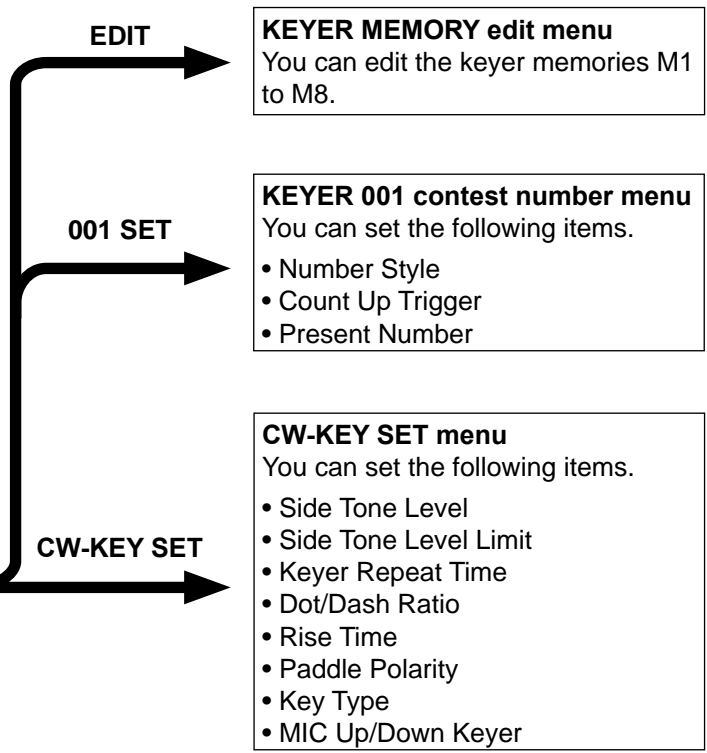 EDIT
KEYER MEMORY edit menu
You can edit the keyer memories M1
to M8.
001 SET
KEYER 001 contest number menu
You can set the following items.
• Number Style
• Count Up Trigger
• Present Number
CW-KEY SET
CW-KEY SET menu
You can set the following items.
• Side Tone Level
• Side Tone Level Limit
• Keyer Repeat Time
• Dot/Dash Ratio
• Rise Time
• Paddle Polarity
• Key Type
• MIC Up/Down Keyer